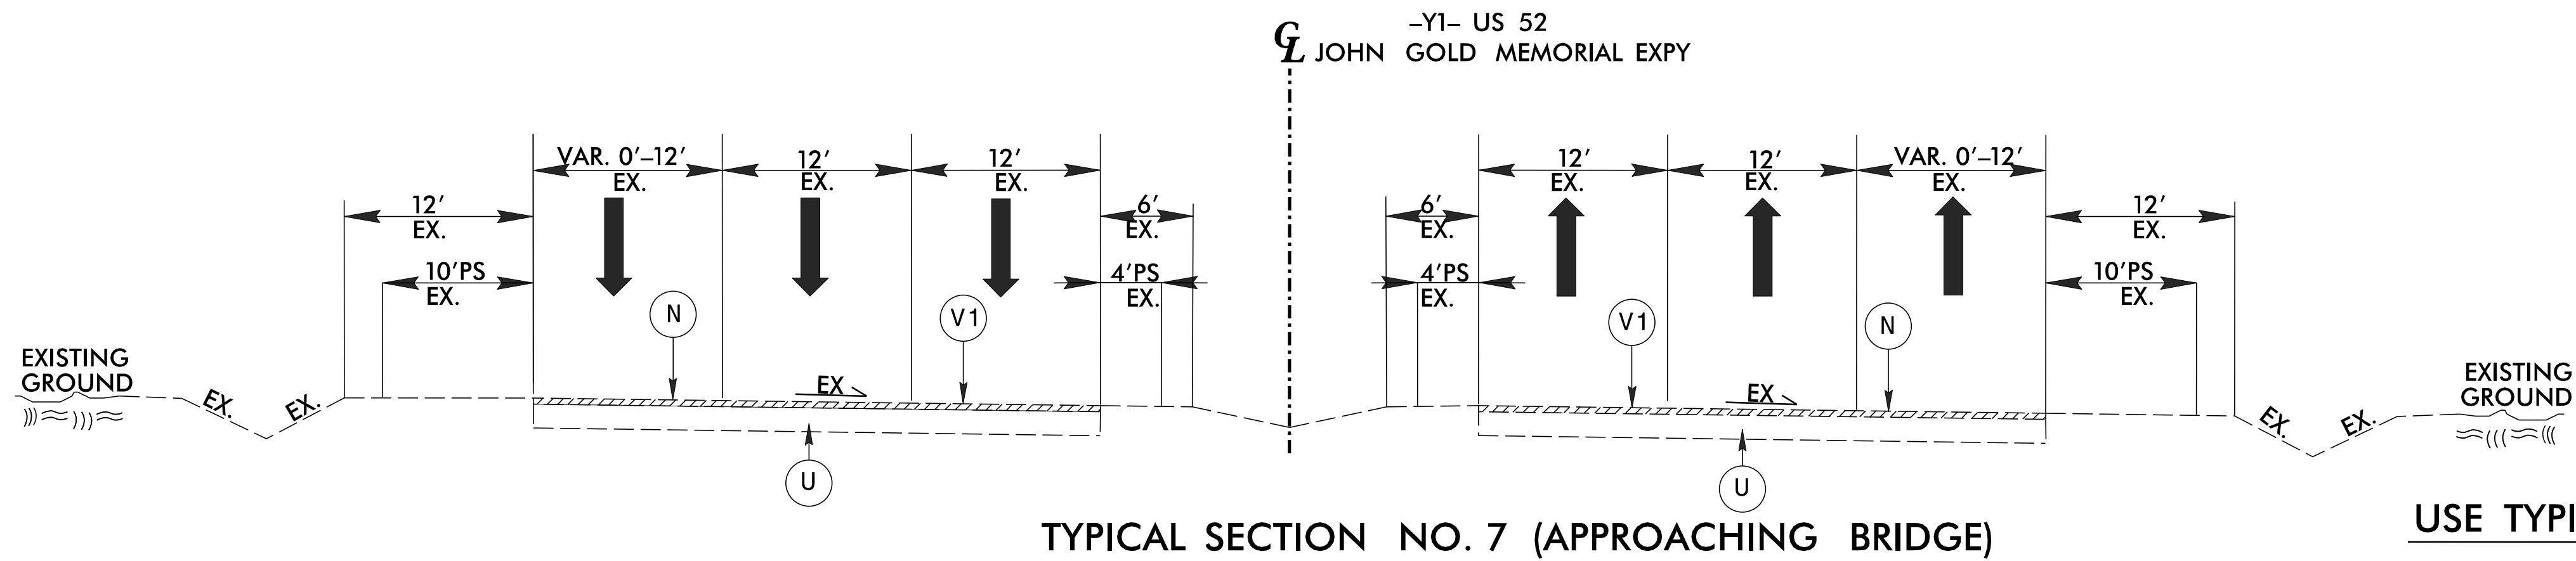 –Y1– US 52
CL JOHN GOLD MEMORIAL EXPY
VAR. 0'–12'
EX.
12'
EX.
12'
EX.
12'
EX.
12'
EX.
VAR. 0'–12'
EX.
12'
EX.
6'
EX.
6'
EX.
12'
EX.
10'PS
EX.
4'PS
EX.
4'PS
EX.
10'PS
EX.
N
V1
V1
N
EXISTING
GROUND
EX.
EX.
EX
EX
EX.
EX.
EXISTING
GROUND
U
U
TYPICAL SECTION NO. 7 (APPROACHING BRIDGE)
USE TYPI